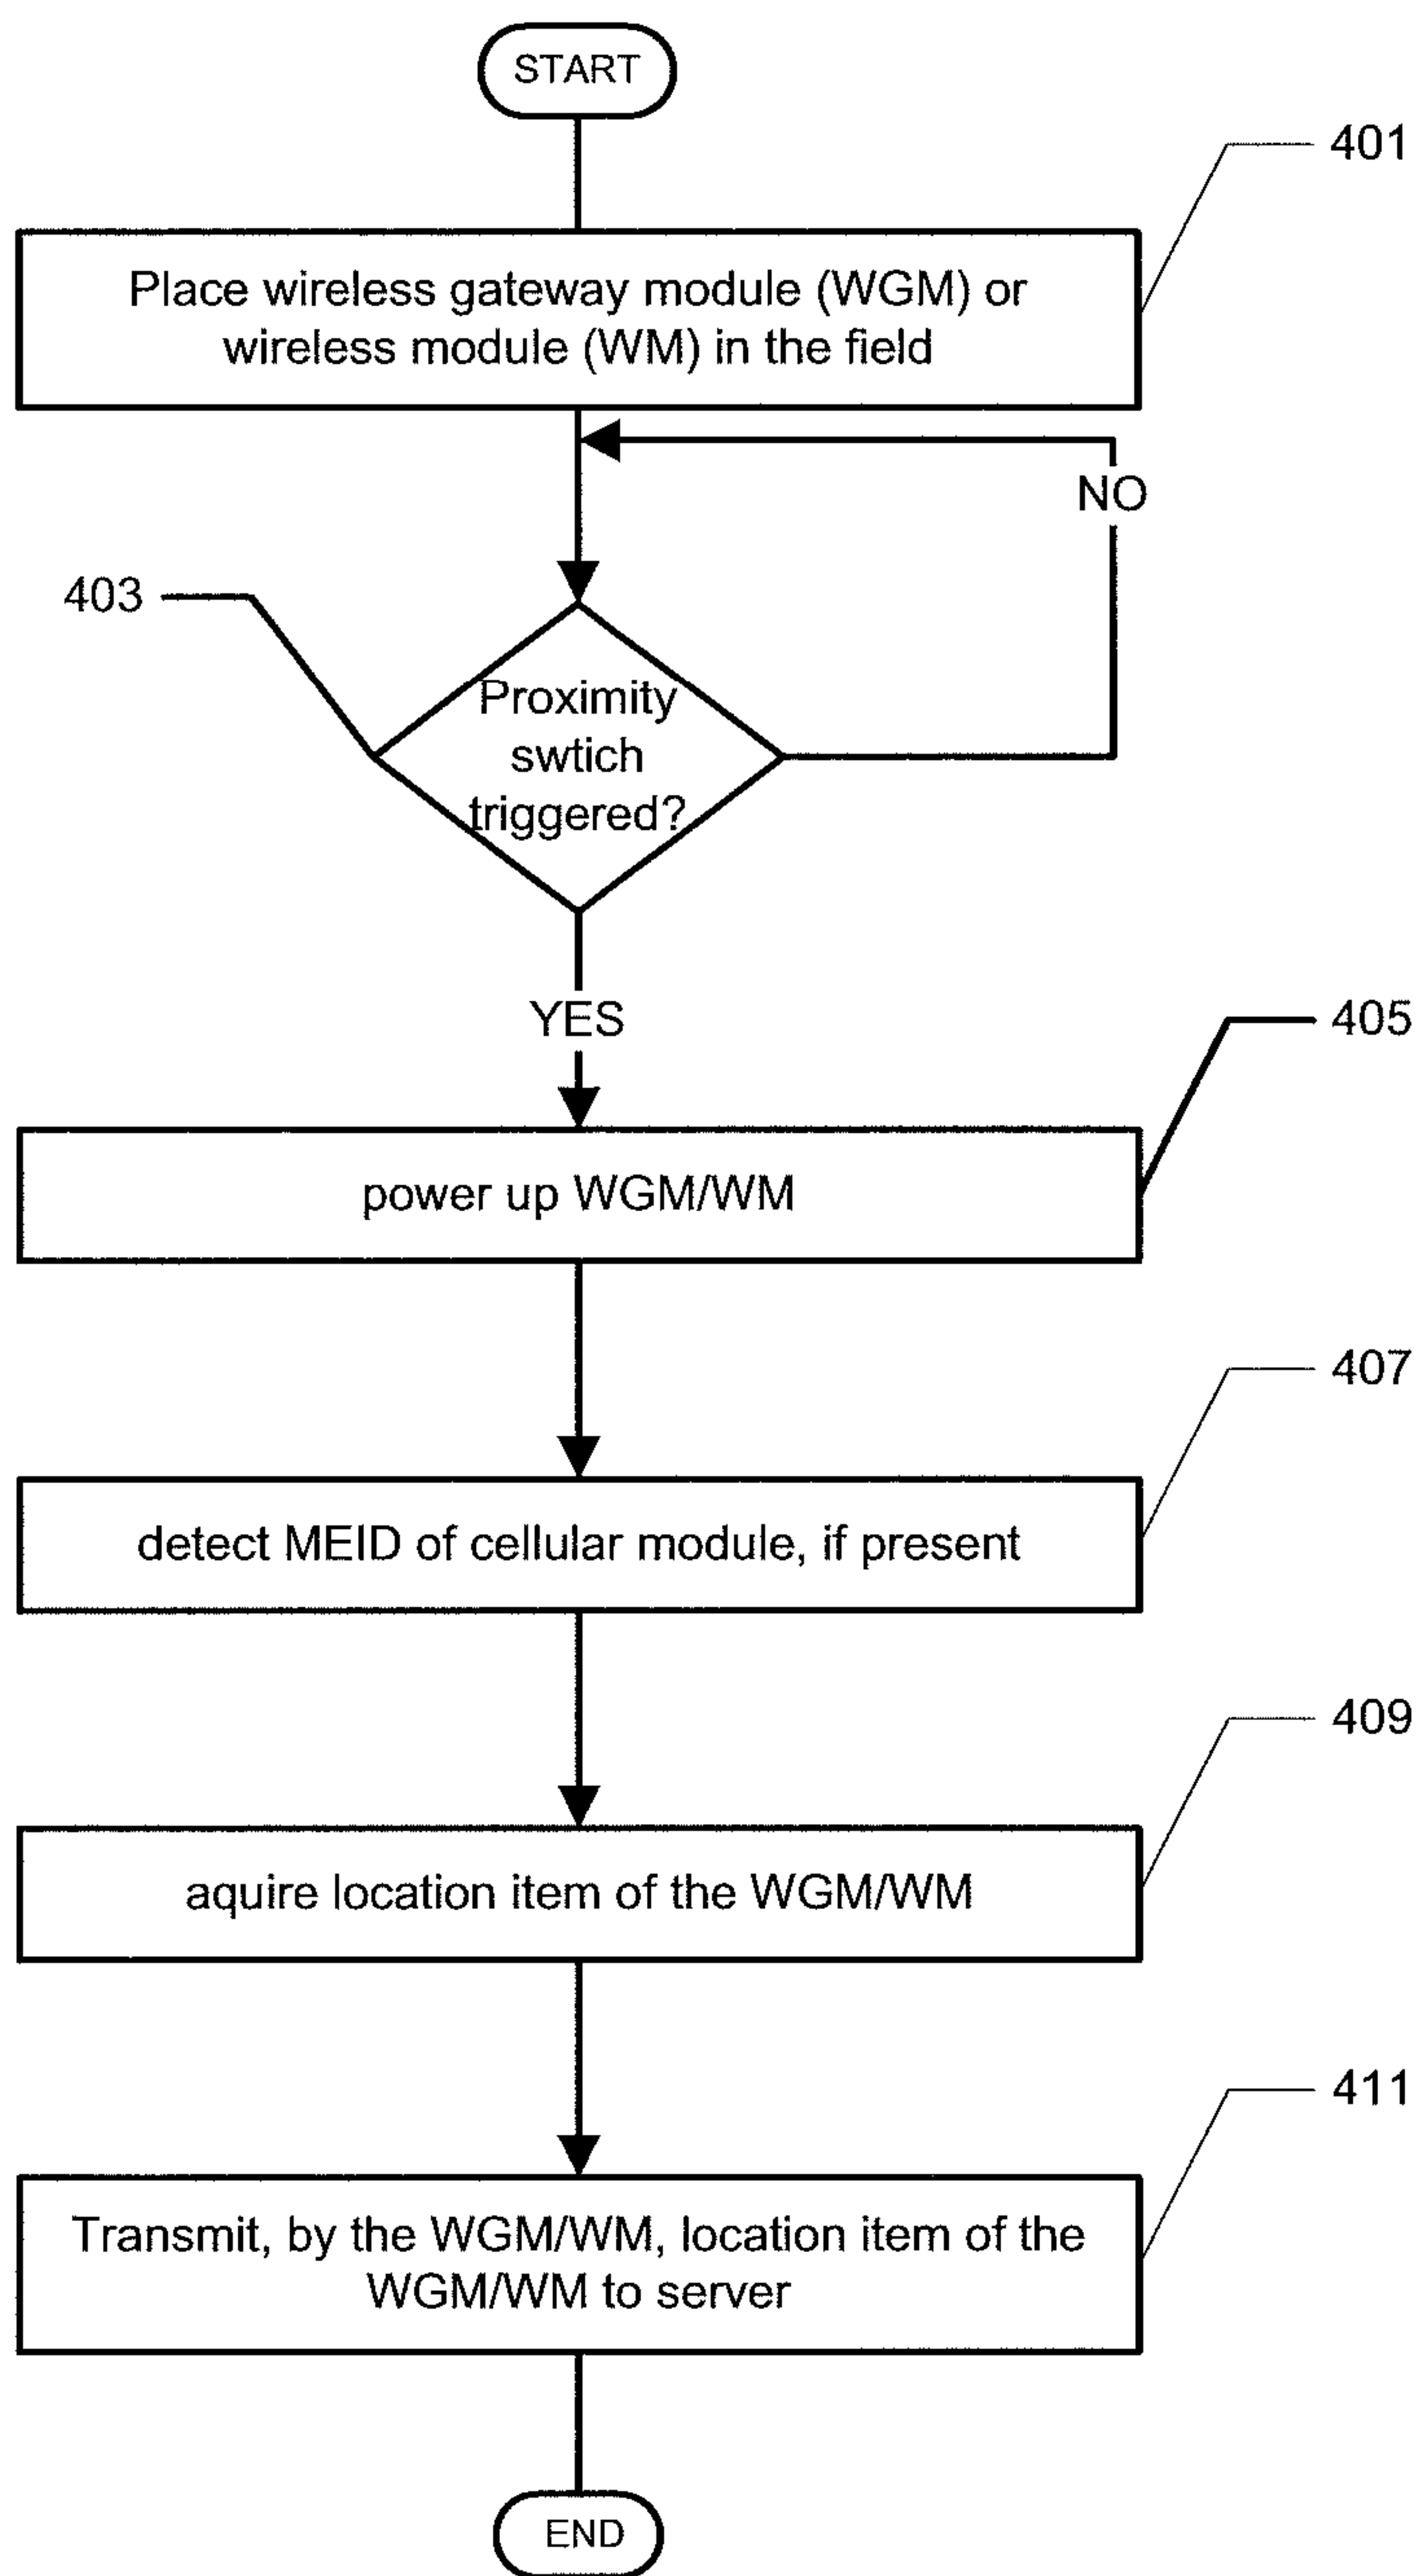 START
401
Place wireless gateway module (WGM) or
wireless module (WM) in the field
NO
403
Proximity
swtich
triggered?
YES
405
power up WGM/WM
407
detect MEID of cellular module, if present
409
aquire location item of the WGM/WM
411
Transmit, by the WGM/WM, location item of the
WGM/WM to server
END